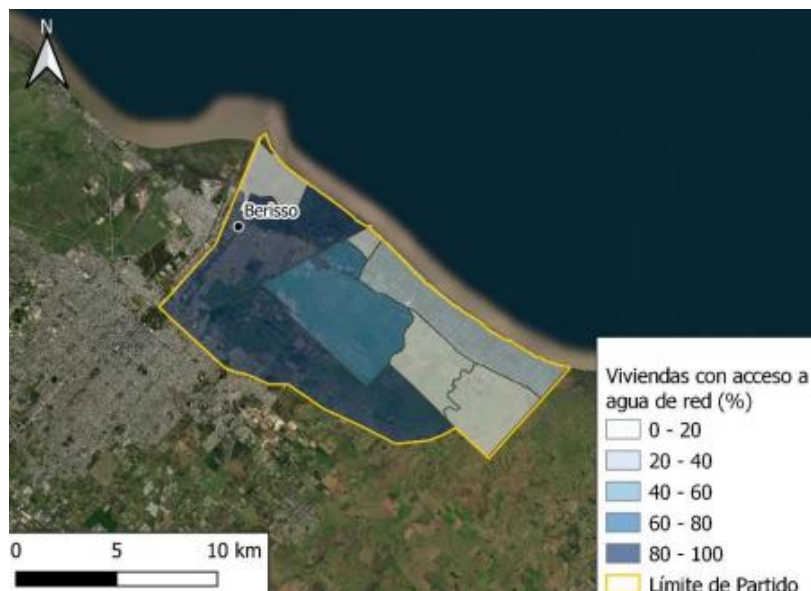 N
Berisso
Viviendas con acceso a
agua de red (%)
0 - 20
20 - 40
40 - 60
60 - 80
80 - 100
Límite de Partido
0 5 10 km